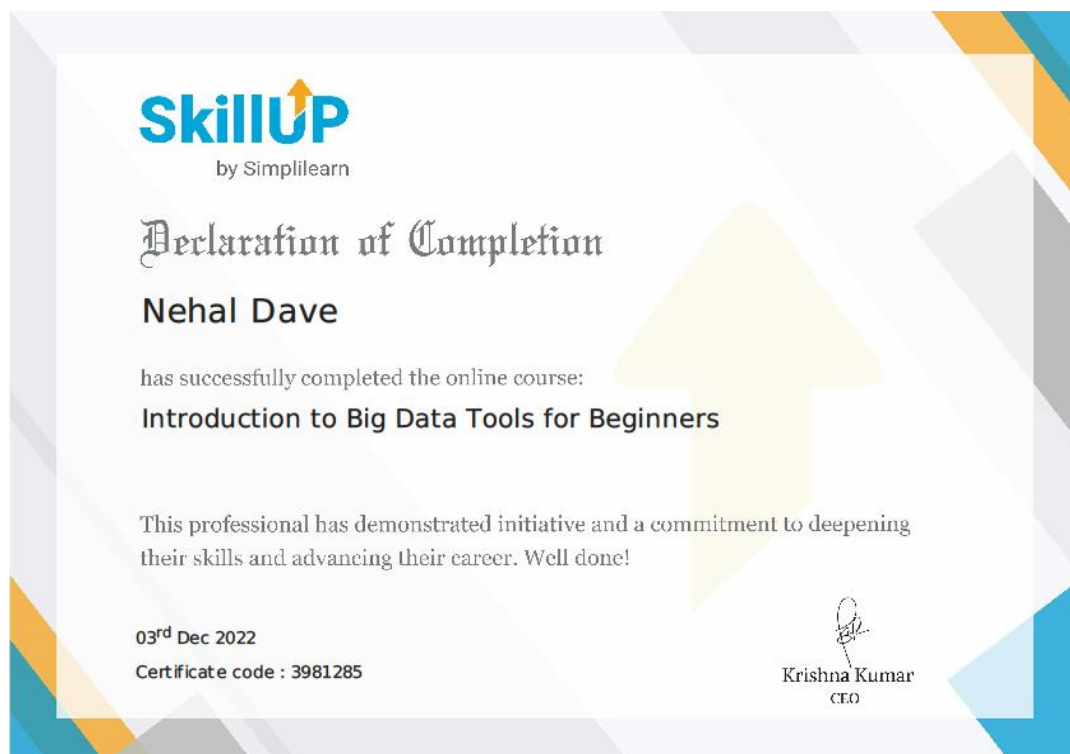 SkillUP
by Simplilearn
Declaration of Completion
Nehal Dave
has successfully completed the online course:
Introduction to Big Data Tools for Beginners
This professional has demonstrated initiative and a commitment to deepening
their skills and advancing their career. Well done!
03rd Dec 2022
Certificate code : 3981285
Krishna Kumar
CEO